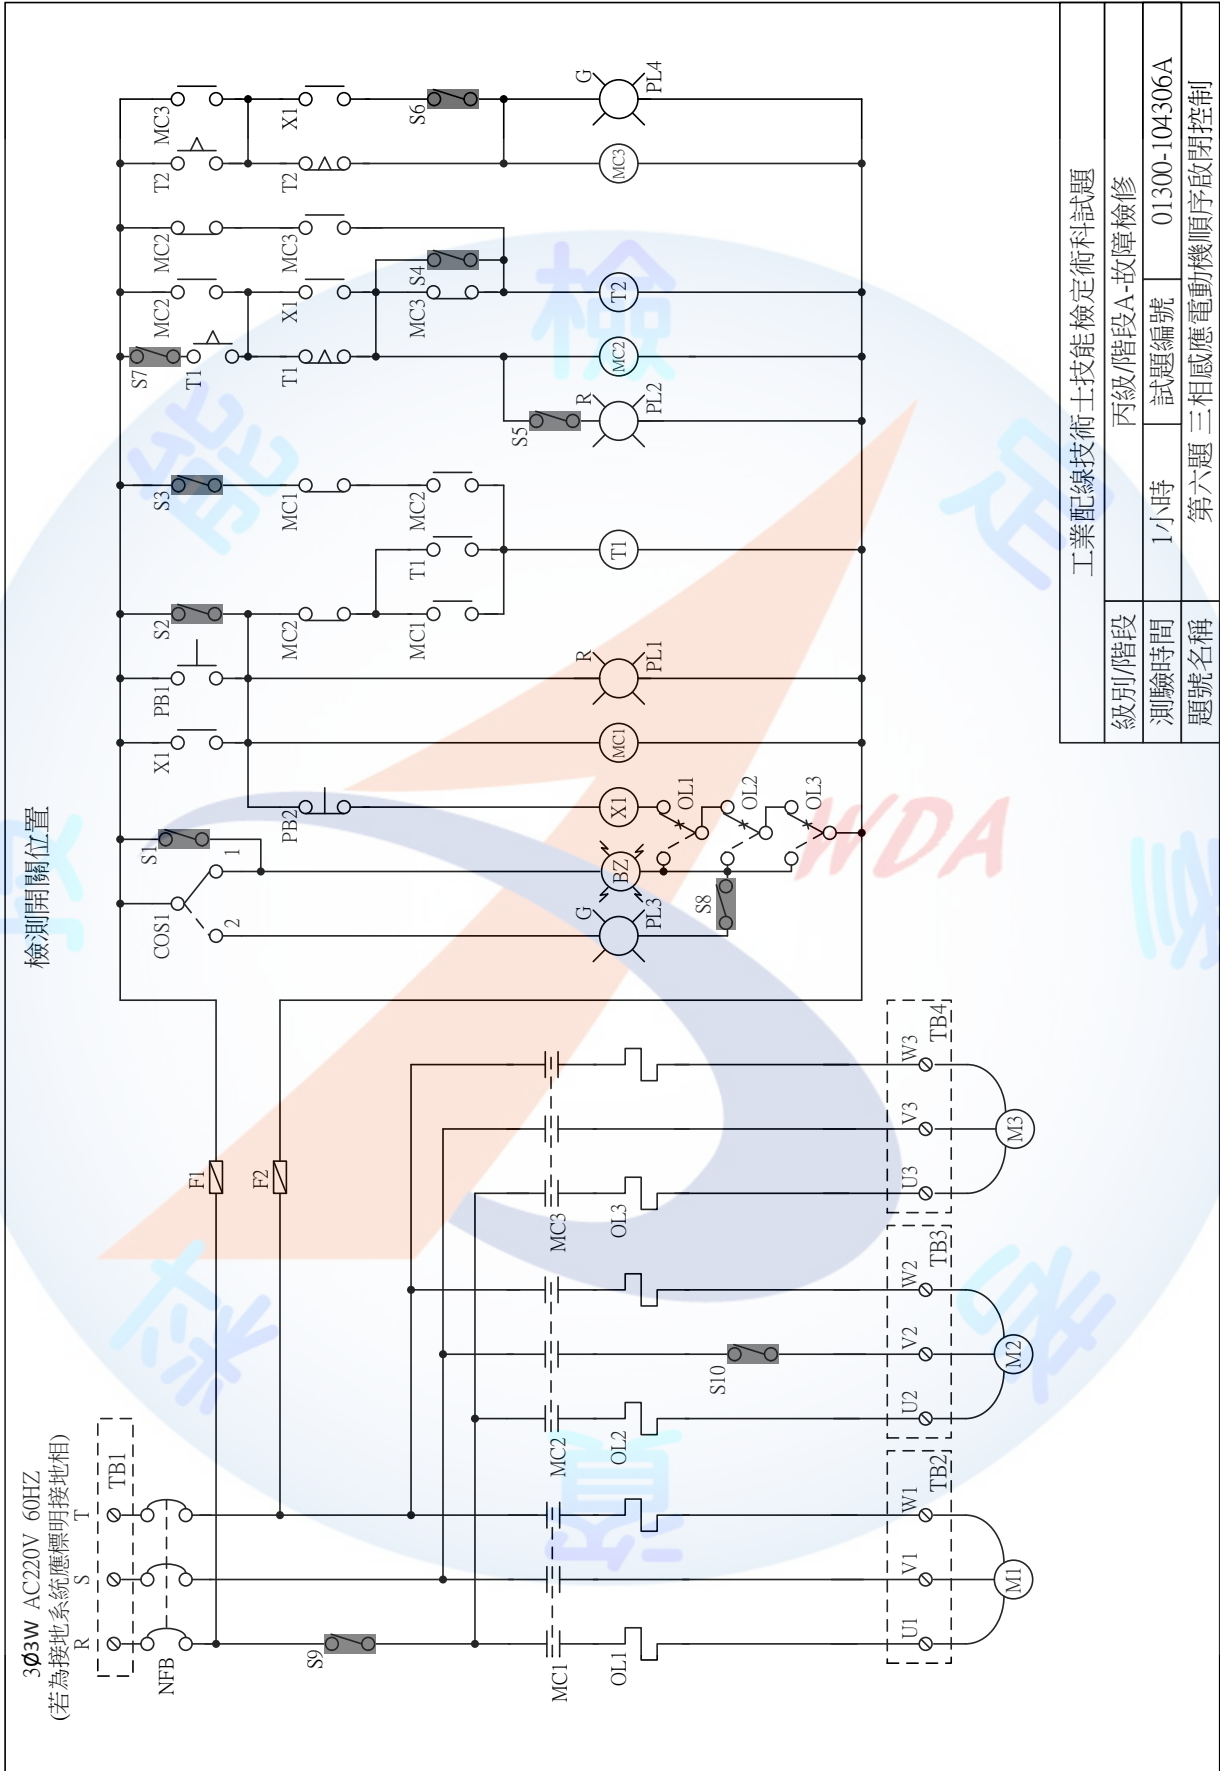 檢測開關位置
3Ø3W AC220V 60HZ
(若為接地系統應標明接地相)
R S T
TB1
NFB
F1
F2
S9
MC1
MC2
MC3
OL1
OL2
OL3
S10
U1 V1 W1
TB2
U2 V2 W2
TB3
U3 V3 W3
TB4
M1
M2
M3
COS1
2
1
S1
X1
PB1
S2
S3
S7
T1
MC2
MC2
T2
MC3
PB2
MC2
MC1
T1
X1
MC3
T2
X1
MC1
T1
MC2
MC3
S4
S6
S5
G
PL3
BZ
X1
MC1
R
PL1
T1
R
PL2
MC2
T2
MC3
G
PL4
S8
OL1
OL2
OL3
工業配線技術士技能檢定術科試題
級別/階段 丙級/階段A-故障檢修
測驗時間 1小時 試題編號 01300-104306A
題號名稱 第六題 三相感應電動機順序啟閉控制
WDA
技能檢定